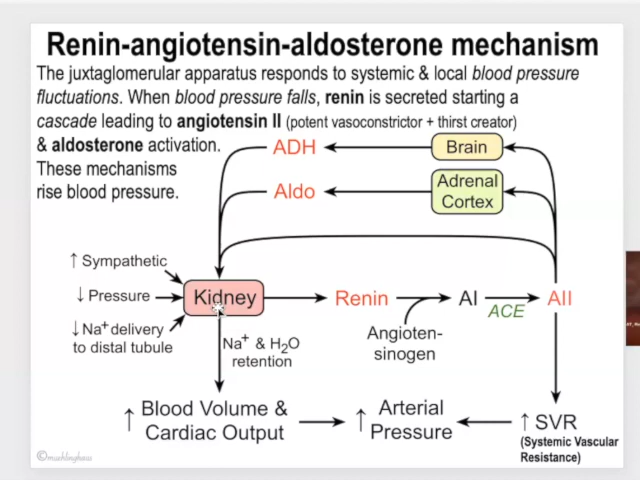 Renin-angiotensin-aldosterone mechanism
The juxtaglomerular apparatus responds to systemic & local blood pressure
fluctuations. When blood pressure falls, renin is secreted starting a
cascade leading to angiotensin II (potent vasoconstrictor + thirst creator)
& aldosterone activation.
These mechanisms
rise blood pressure.
ADH
Brain
Aldo
Adrenal
Cortex
↑ Sympathetic
↓ Pressure
↓ Na+ delivery
to distal tubule
Kidney
Renin
AI
ACE
AII
Angioten-
sinogen
Na+ & H2O
retention
↑ Blood Volume &
Cardiac Output
↑ Arterial
Pressure
↑ SVR
(Systemic Vascular
Resistance)